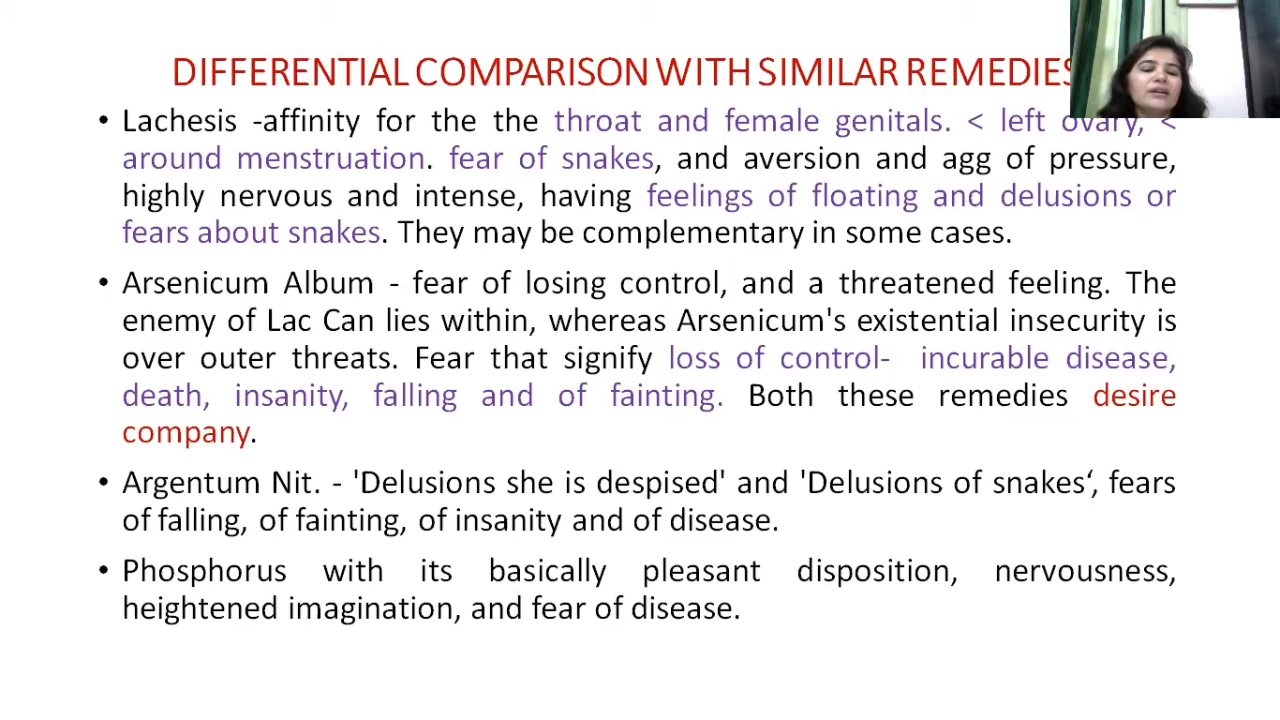 DIFFERENTIAL COMPARISON WITH SIMILAR REMEDIES
• Lachesis -affinity for the the throat and female genitals. < left ovary, <
around menstruation. fear of snakes, and aversion and agg of pressure,
highly nervous and intense, having feelings of floating and delusions or
fears about snakes. They may be complementary in some cases.
• Arsenicum Album - fear of losing control, and a threatened feeling. The
enemy of Lac Can lies within, whereas Arsenicum's existential insecurity is
over outer threats. Fear that signify loss of control- incurable disease,
death, insanity, falling and of fainting. Both these remedies desire
company.
• Argentum Nit. - 'Delusions she is despised' and 'Delusions of snakes‘, fears
of falling, of fainting, of insanity and of disease.
• Phosphorus with its basically pleasant disposition, nervousness,
heightened imagination, and fear of disease.